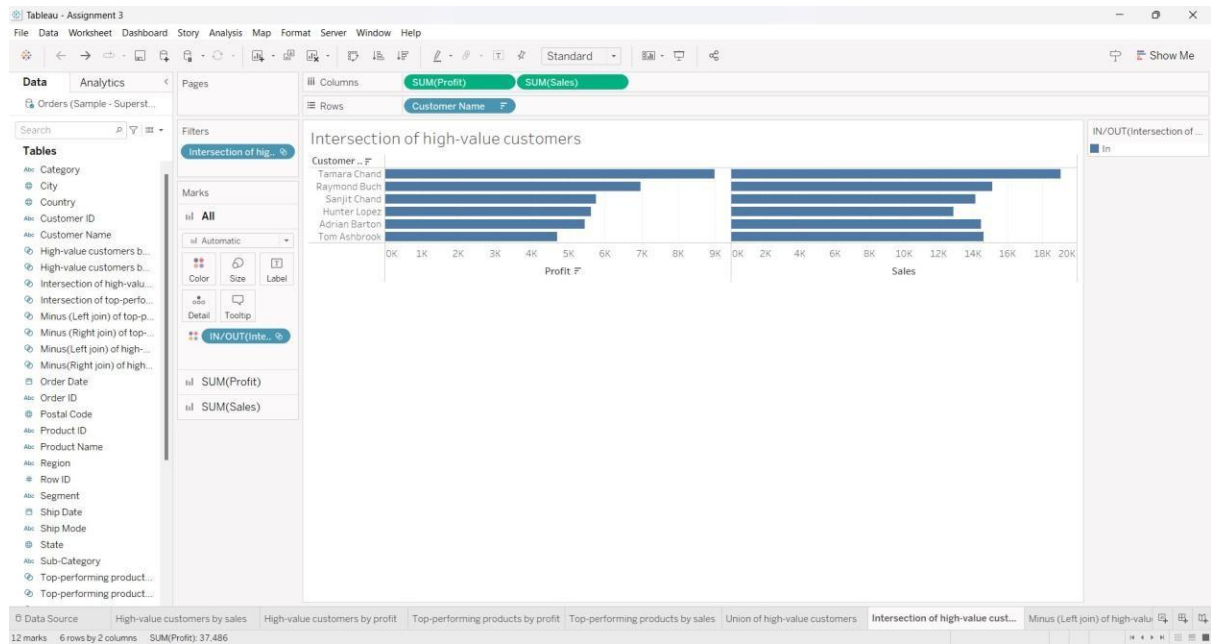 Tableau - Assignment 3
File Data Worksheet Dashboard Story Analysis Map Format Server Window Help
Standard
Show Me
Data Analytics
Orders (Sample - Superst...
Search
Tables
Category
City
Country
Customer ID
Customer Name
High-value customers b...
High-value customers b...
Intersection of high-valu...
Intersection of top-perfo...
Minus (Left join) of top-p...
Minus (Right join) of top-...
Minus(Left join) of high-...
Minus(Right join) of high...
Order Date
Order ID
Postal Code
Product ID
Product Name
Region
Row ID
Segment
Ship Date
Ship Mode
State
Sub-Category
Top-performing product...
Top-performing product...
Pages
Filters
Intersection of hig..
Marks
All
Automatic
Color Size Label
Detail Tooltip
IN/OUT(Inte..
SUM(Profit)
SUM(Sales)
Columns SUM(Profit) SUM(Sales)
Rows Customer Name
Intersection of high-value customers
Customer ..
Tamara Chand
Raymond Buch
Sanjit Chand
Hunter Lopez
Adrian Barton
Tom Ashbrook
0K 1K 2K 3K 4K 5K 6K 7K 8K 9K 0K 2K 4K 6K 8K 10K 12K 14K 16K 18K 20K
Profit Sales
IN/OUT(Intersection of ...
In
Data Source High-value customers by sales High-value customers by profit Top-performing products by profit Top-performing products by sales Union of high-value customers Intersection of high-value cust... Minus (Left join) of high-valu
12 marks 6 rows by 2 columns SUM(Profit): 37,486